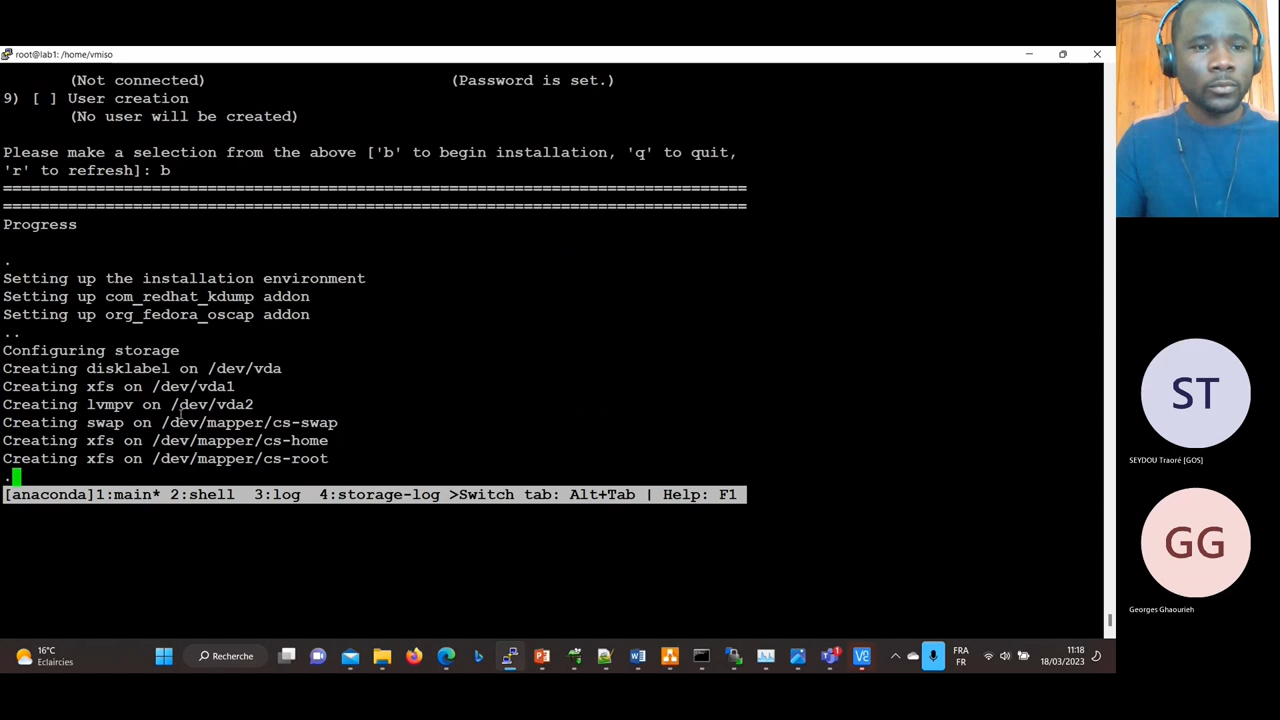 root@lab1: /home/vmiso
(Not connected) (Password is set.)
9) [ ] User creation
(No user will be created)
Please make a selection from the above ['b' to begin installation, 'q' to quit,
'r' to refresh]: b
================================================================================
================================================================================
Progress
.
Setting up the installation environment
Setting up com_redhat_kdump addon
Setting up org_fedora_oscap addon
..
Configuring storage
Creating disklabel on /dev/vda
Creating xfs on /dev/vda1
Creating lvmpv on /dev/vda2
Creating swap on /dev/mapper/cs-swap
Creating xfs on /dev/mapper/cs-home
Creating xfs on /dev/mapper/cs-root
.
[anaconda]1:main* 2:shell  3:log  4:storage-log >Switch tab: Alt+Tab | Help: F1
ST
SEYDOU Traoré [GOS]
GG
Georges Ghaourieh
16°C
Eclaircies
Recherche
1
FRA
FR
11:18
18/03/2023